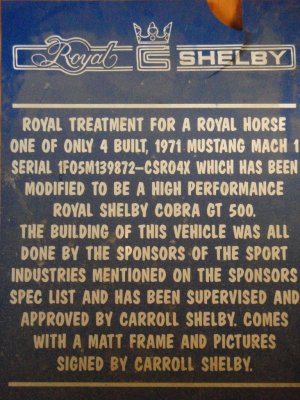 Royal CS SHELBY
ROYAL TREATMENT FOR A ROYAL HORSE
ONE OF ONLY 4 BUILT, 1971 MUSTANG MACH 1
SERIAL 1F05M139872-CSR04X WHICH HAS BEEN
MODIFIED TO BE A HIGH PERFORMANCE
ROYAL SHELBY COBRA GT 500.
THE BUILDING OF THIS VEHICLE WAS ALL
DONE BY THE SPONSORS OF THE SPORT
INDUSTRIES MENTIONED ON THE SPONSORS
SPEC LIST AND HAS BEEN SUPERVISED AND
APPROVED BY CARROLL SHELBY. COMES
WITH A MATT FRAME AND PICTURES
SIGNED BY CARROLL SHELBY.